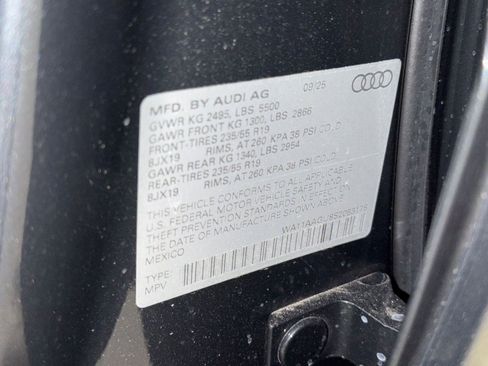 MFD. BY AUDI AG 09/25
GVWR KG 2495, LBS 5500
GAWR FRONT KG 1300, LBS 2866
FRONT-TIRES 235/55 R19
8JX19 RIMS, AT 260 KPA 38 PSI COLD
GAWR REAR KG 1340, LBS 2954
REAR-TIRES 235/55 R19
8JX19 RIMS, AT 260 KPA 38 PSI COLD.
THIS VEHICLE CONFORMS TO ALL APPLICABLE
U.S. FEDERAL MOTOR VEHICLE SAFETY AND
THEFT PREVENTION STANDARDS IN EFFECT ON
THE DATE OF MANUFACTURE SHOWN ABOVE.
MEXICO
TYPE:
MPV